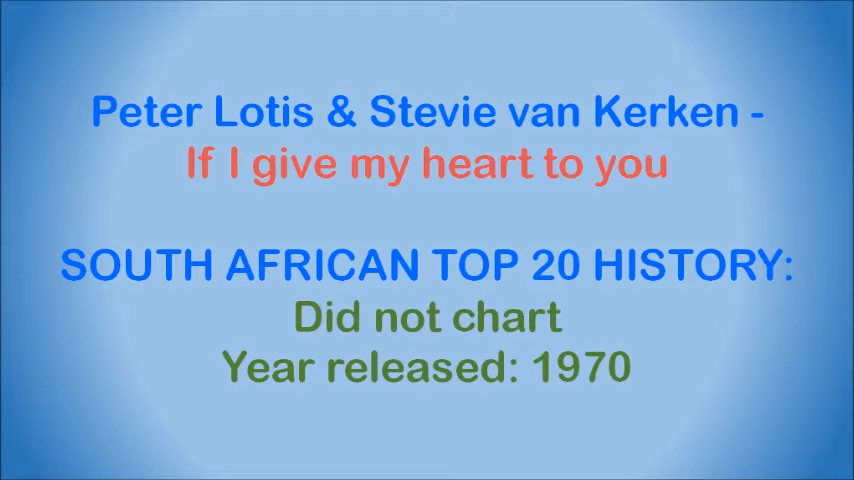 Peter Lotis & Stevie van Kerken -
If I give my heart to you
SOUTH AFRICAN TOP 20 HISTORY:
Did not chart
Year released: 1970